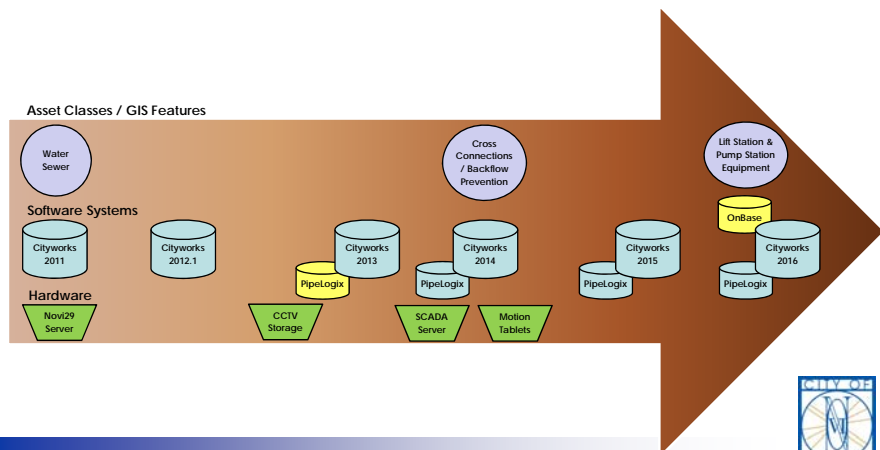 Asset Classes / GIS Features
Water
Sewer
Cross
Connections
/ Backflow
Prevention
Lift Station &
Pump Station
Equipment
Software Systems
OnBase
Cityworks
2011
Cityworks
2012.1
Cityworks
2013
Cityworks
2014
Cityworks
2015
Cityworks
2016
PipeLogix
PipeLogix
PipeLogix
PipeLogix
Hardware
Novi29
Server
CCTV
Storage
SCADA
Server
Motion
Tablets
CITY OF
NOVI